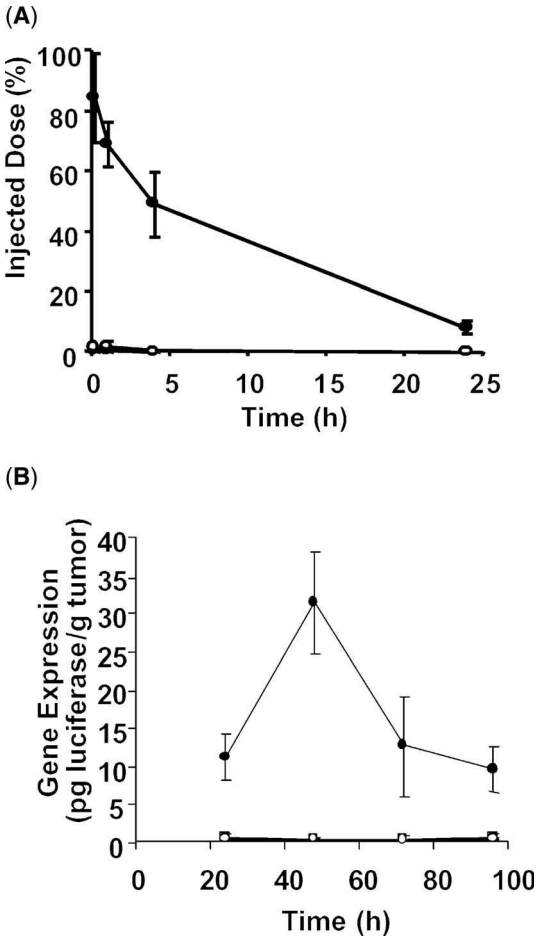 (A)
Injected Dose (%)
100
80
60
40
20
0
0 5 10 15 20 25
Time (h)
(B)
Gene Expression
(pg luciferase/g tumor)
40
35
30
25
20
15
10
5
0
0 20 40 60 80 100
Time (h)